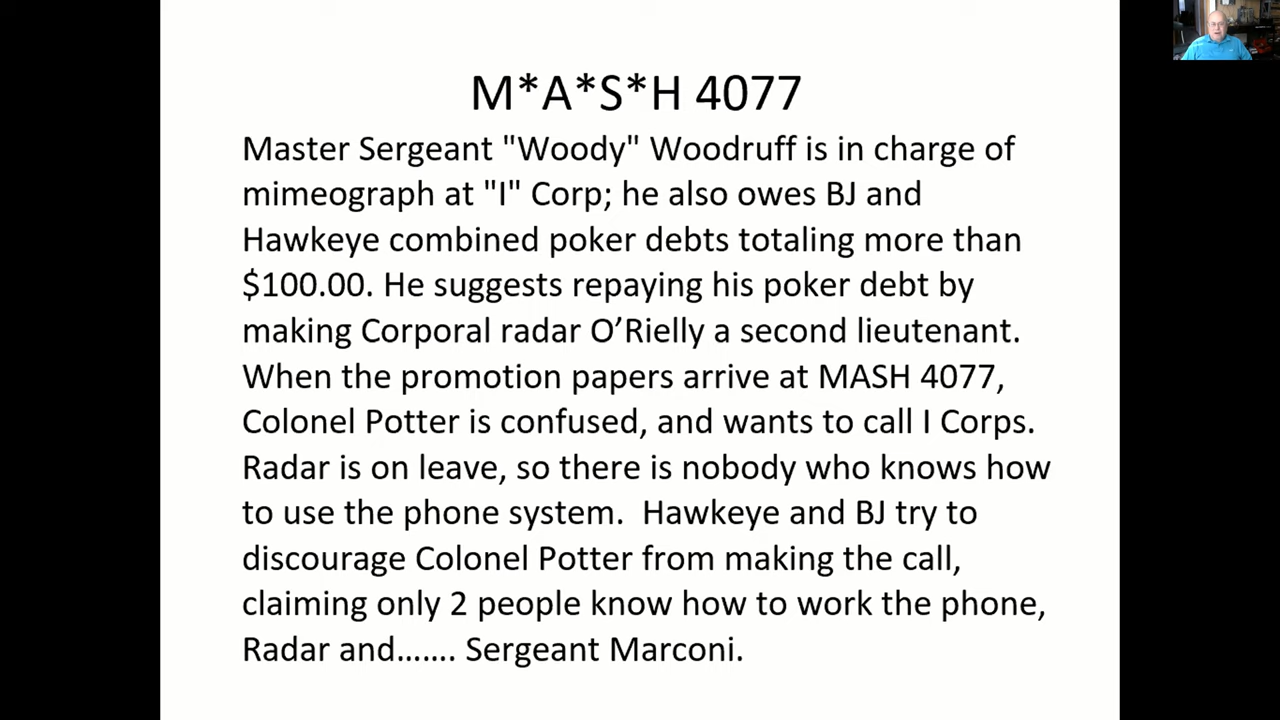 M*A*S*H 4077
Master Sergeant "Woody" Woodruff is in charge of
mimeograph at "I" Corp; he also owes BJ and
Hawkeye combined poker debts totaling more than
$100.00. He suggests repaying his poker debt by
making Corporal radar O’Rielly a second lieutenant.
When the promotion papers arrive at MASH 4077,
Colonel Potter is confused, and wants to call I Corps.
Radar is on leave, so there is nobody who knows how
to use the phone system.  Hawkeye and BJ try to
discourage Colonel Potter from making the call,
claiming only 2 people know how to work the phone,
Radar and……. Sergeant Marconi.